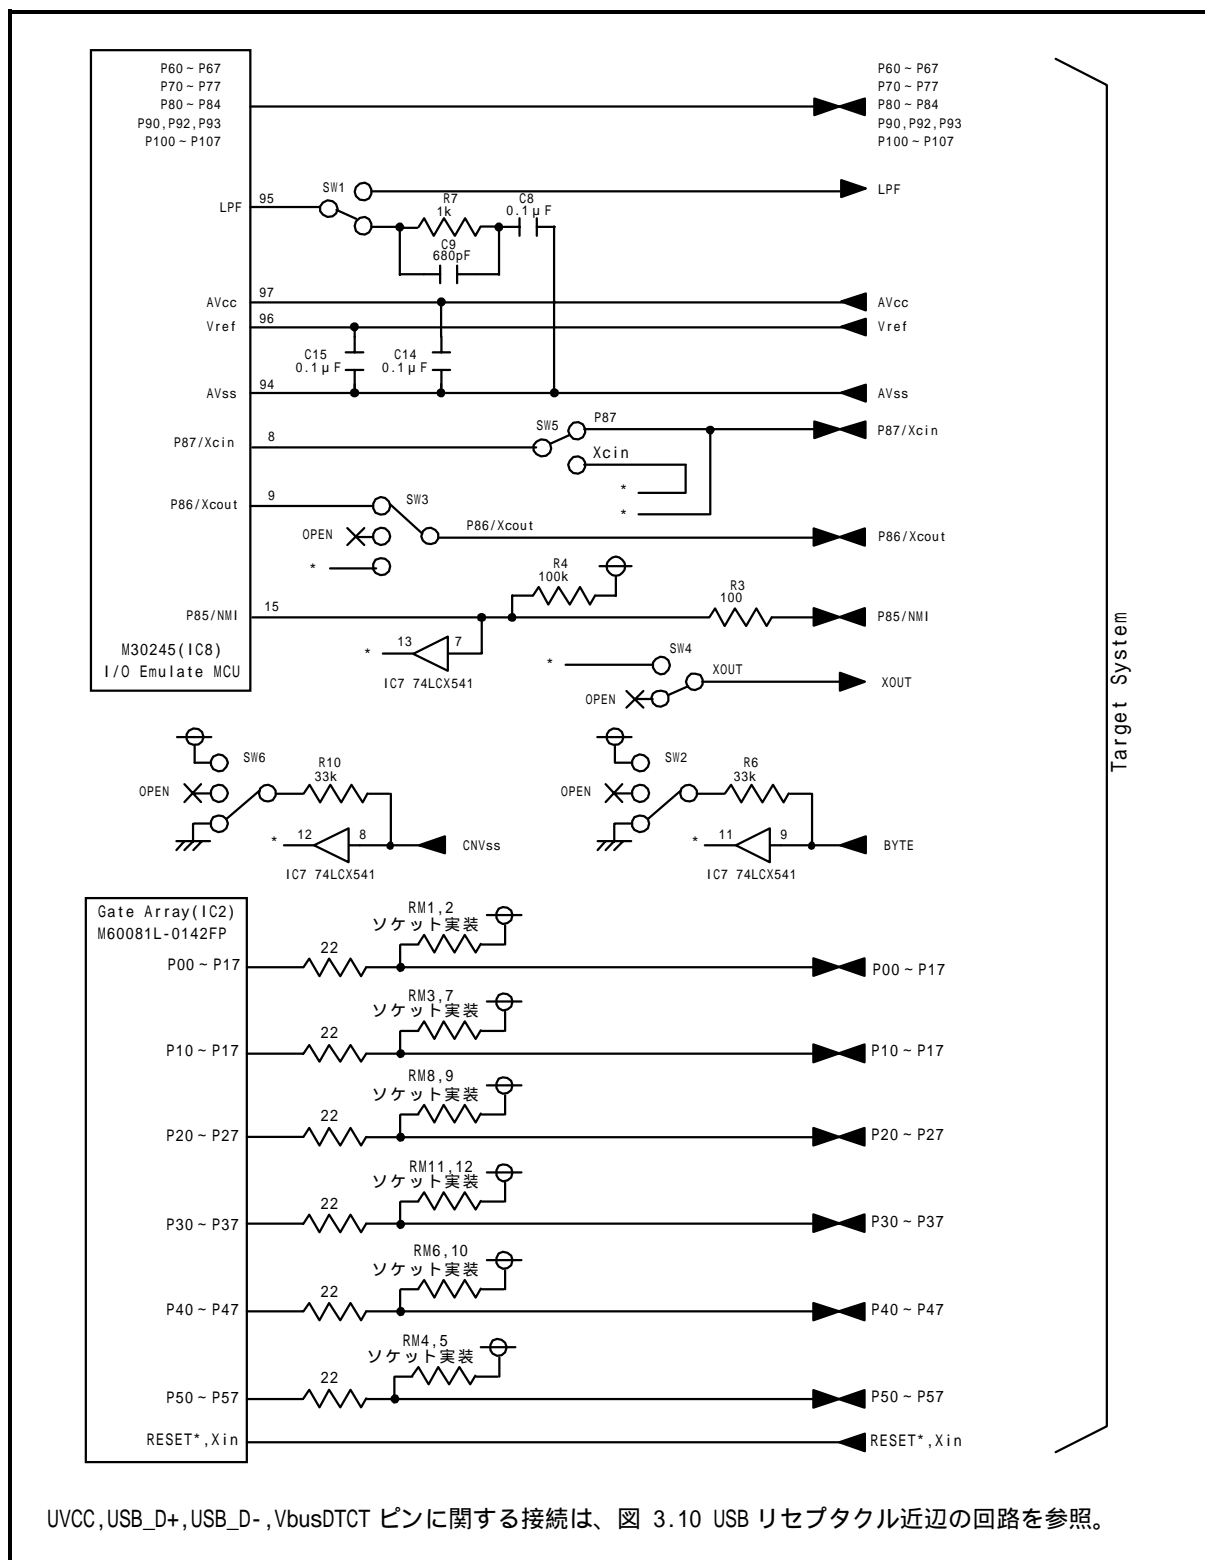 P60~P67
P70~P77
P80~P84
P90,P92,P93
P100~P107
P60~P67
P70~P77
P80~P84
P90,P92,P93
P100~P107
LPF
95
SW1
R7
1k
C8
0.1μF
C9
680pF
LPF
AVcc
97
AVcc
Vref
96
Vref
C15
0.1μF
C14
0.1μF
AVss
94
AVss
P87/Xcin
8
SW5
P87
P87/Xcin
Xcin
*
*
P86/Xcout
9
SW3
OPEN
*
P86/Xcout
P86/Xcout
R4
100k
R3
100
P85/NMI
15
P85/NMI
* 13 7
IC7 74LCX541
M30245(IC8)
I/O Emulate MCU
*
SW4
XOUT
OPEN
XOUT
Target System
SW6
R10
33k
OPEN
* 12 8
CNVss
IC7 74LCX541
SW2
R6
33k
OPEN
* 11 9
BYTE
IC7 74LCX541
Gate Array(IC2)
M60081L-0142FP
RM1,2
ソケット実装
P00~P17
22
P00~P17
RM3,7
ソケット実装
P10~P17
22
P10~P17
RM8,9
ソケット実装
P20~P27
22
P20~P27
RM11,12
ソケット実装
P30~P37
22
P30~P37
RM6,10
ソケット実装
P40~P47
22
P40~P47
RM4,5
ソケット実装
P50~P57
22
P50~P57
RESET*,Xin
RESET*,Xin
UVCC,USB_D+,USB_D-,VbusDTCT ピンに関する接続は、図 3.10 USB リセプタクル近辺の回路を参照。